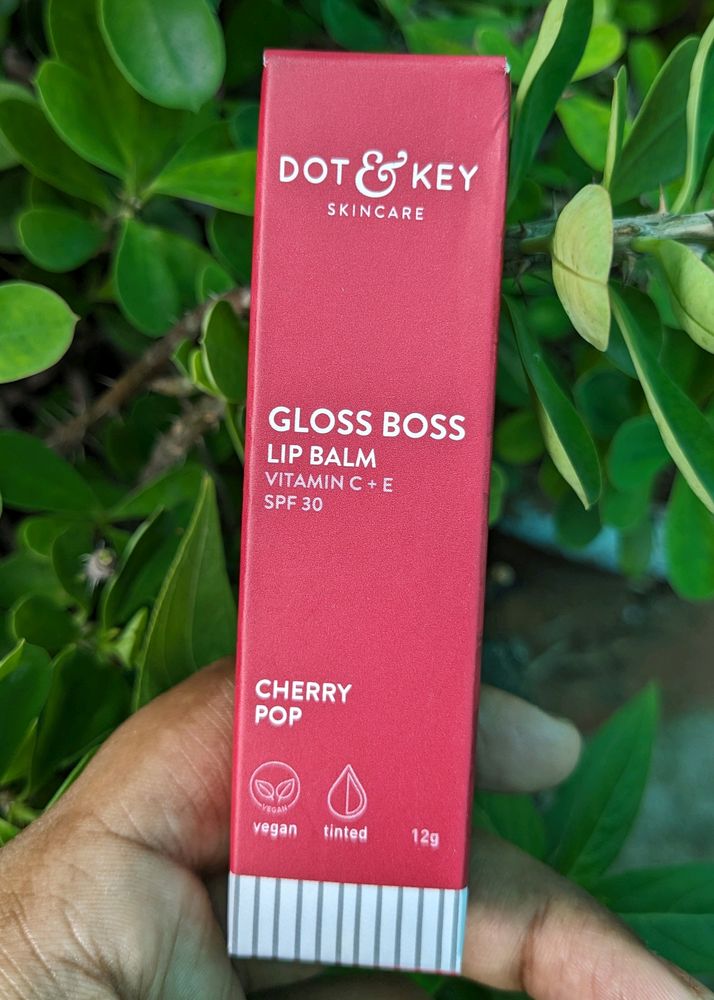 DOT & KEY
SKINCARE
GLOSS BOSS
LIP BALM
VITAMIN C + E
SPF 30
CHERRY
POP
VEGAN
vegan tinted 12g